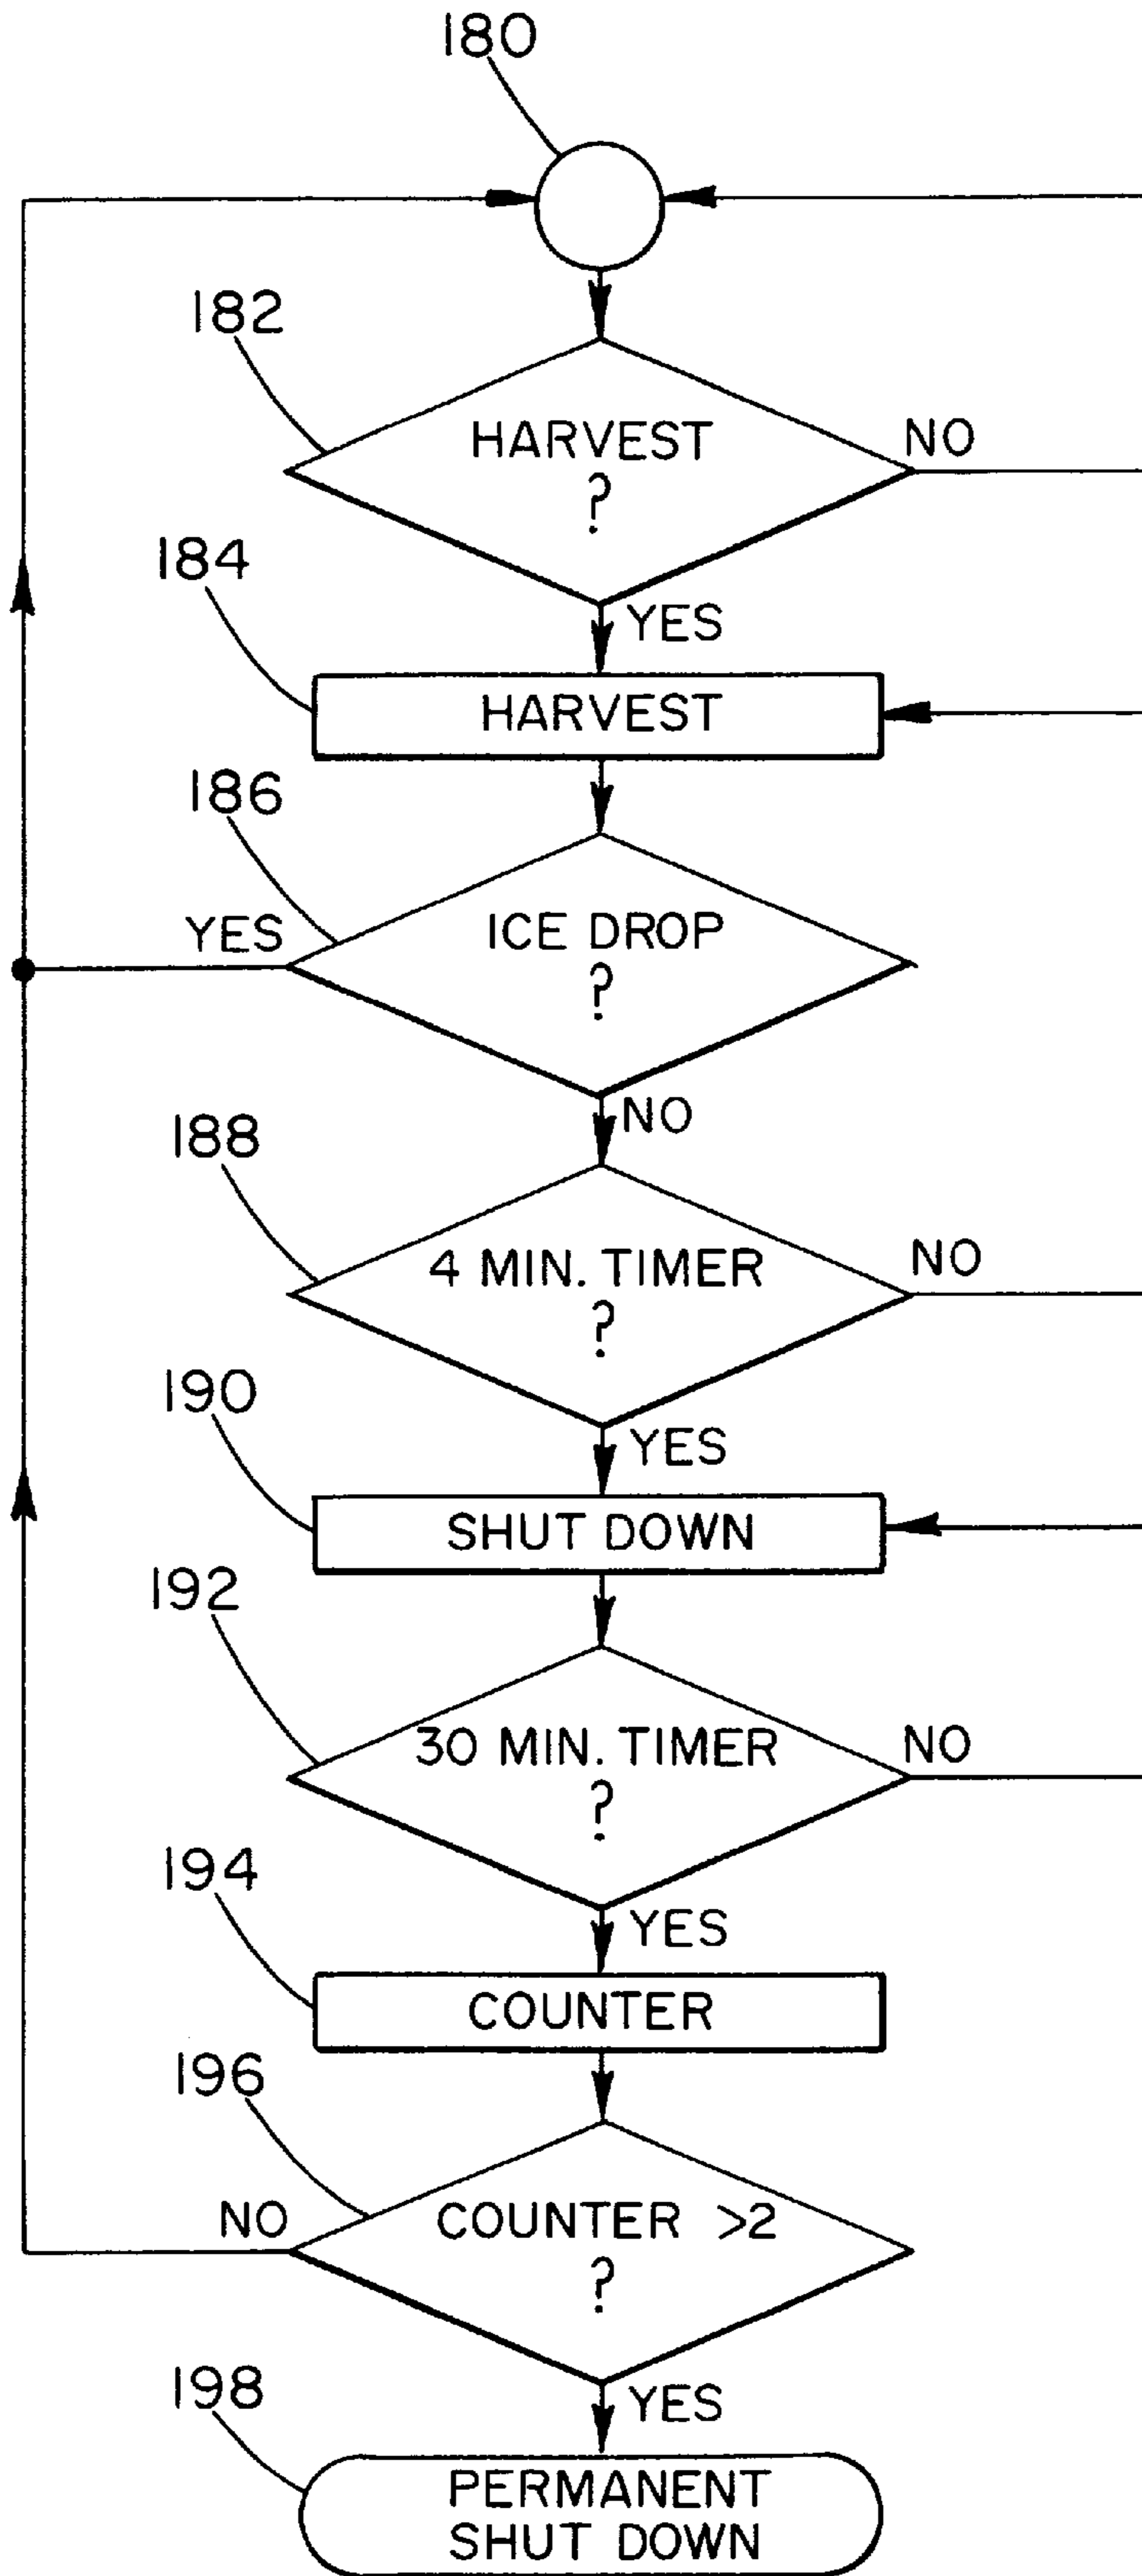 180
182
HARVEST
?
NO
YES
184
HARVEST
186
ICE DROP
?
YES
NO
188
4 MIN. TIMER
?
NO
YES
190
SHUT DOWN
192
30 MIN. TIMER
?
NO
YES
194
COUNTER
196
COUNTER >2
?
NO
YES
198
PERMANENT
SHUT DOWN